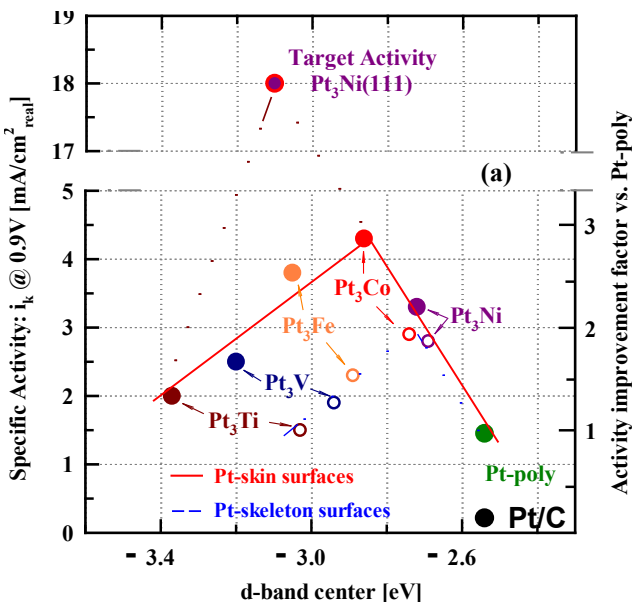 19
18
17
5
4
3
2
1
0
Specific Activity: i_k @ 0.9V [mA/cm²_real]
Target Activity
Pt₃Ni(111)
(a)
Pt₃Co
Pt₃Ni
Pt₃Fe
Pt₃V
Pt₃Ti
Pt-poly
Pt-skin surfaces
Pt-skeleton surfaces
Pt/C
3
2
1
Activity improvement factor vs. Pt-poly
- 3.4
- 3.0
- 2.6
d-band center [eV]